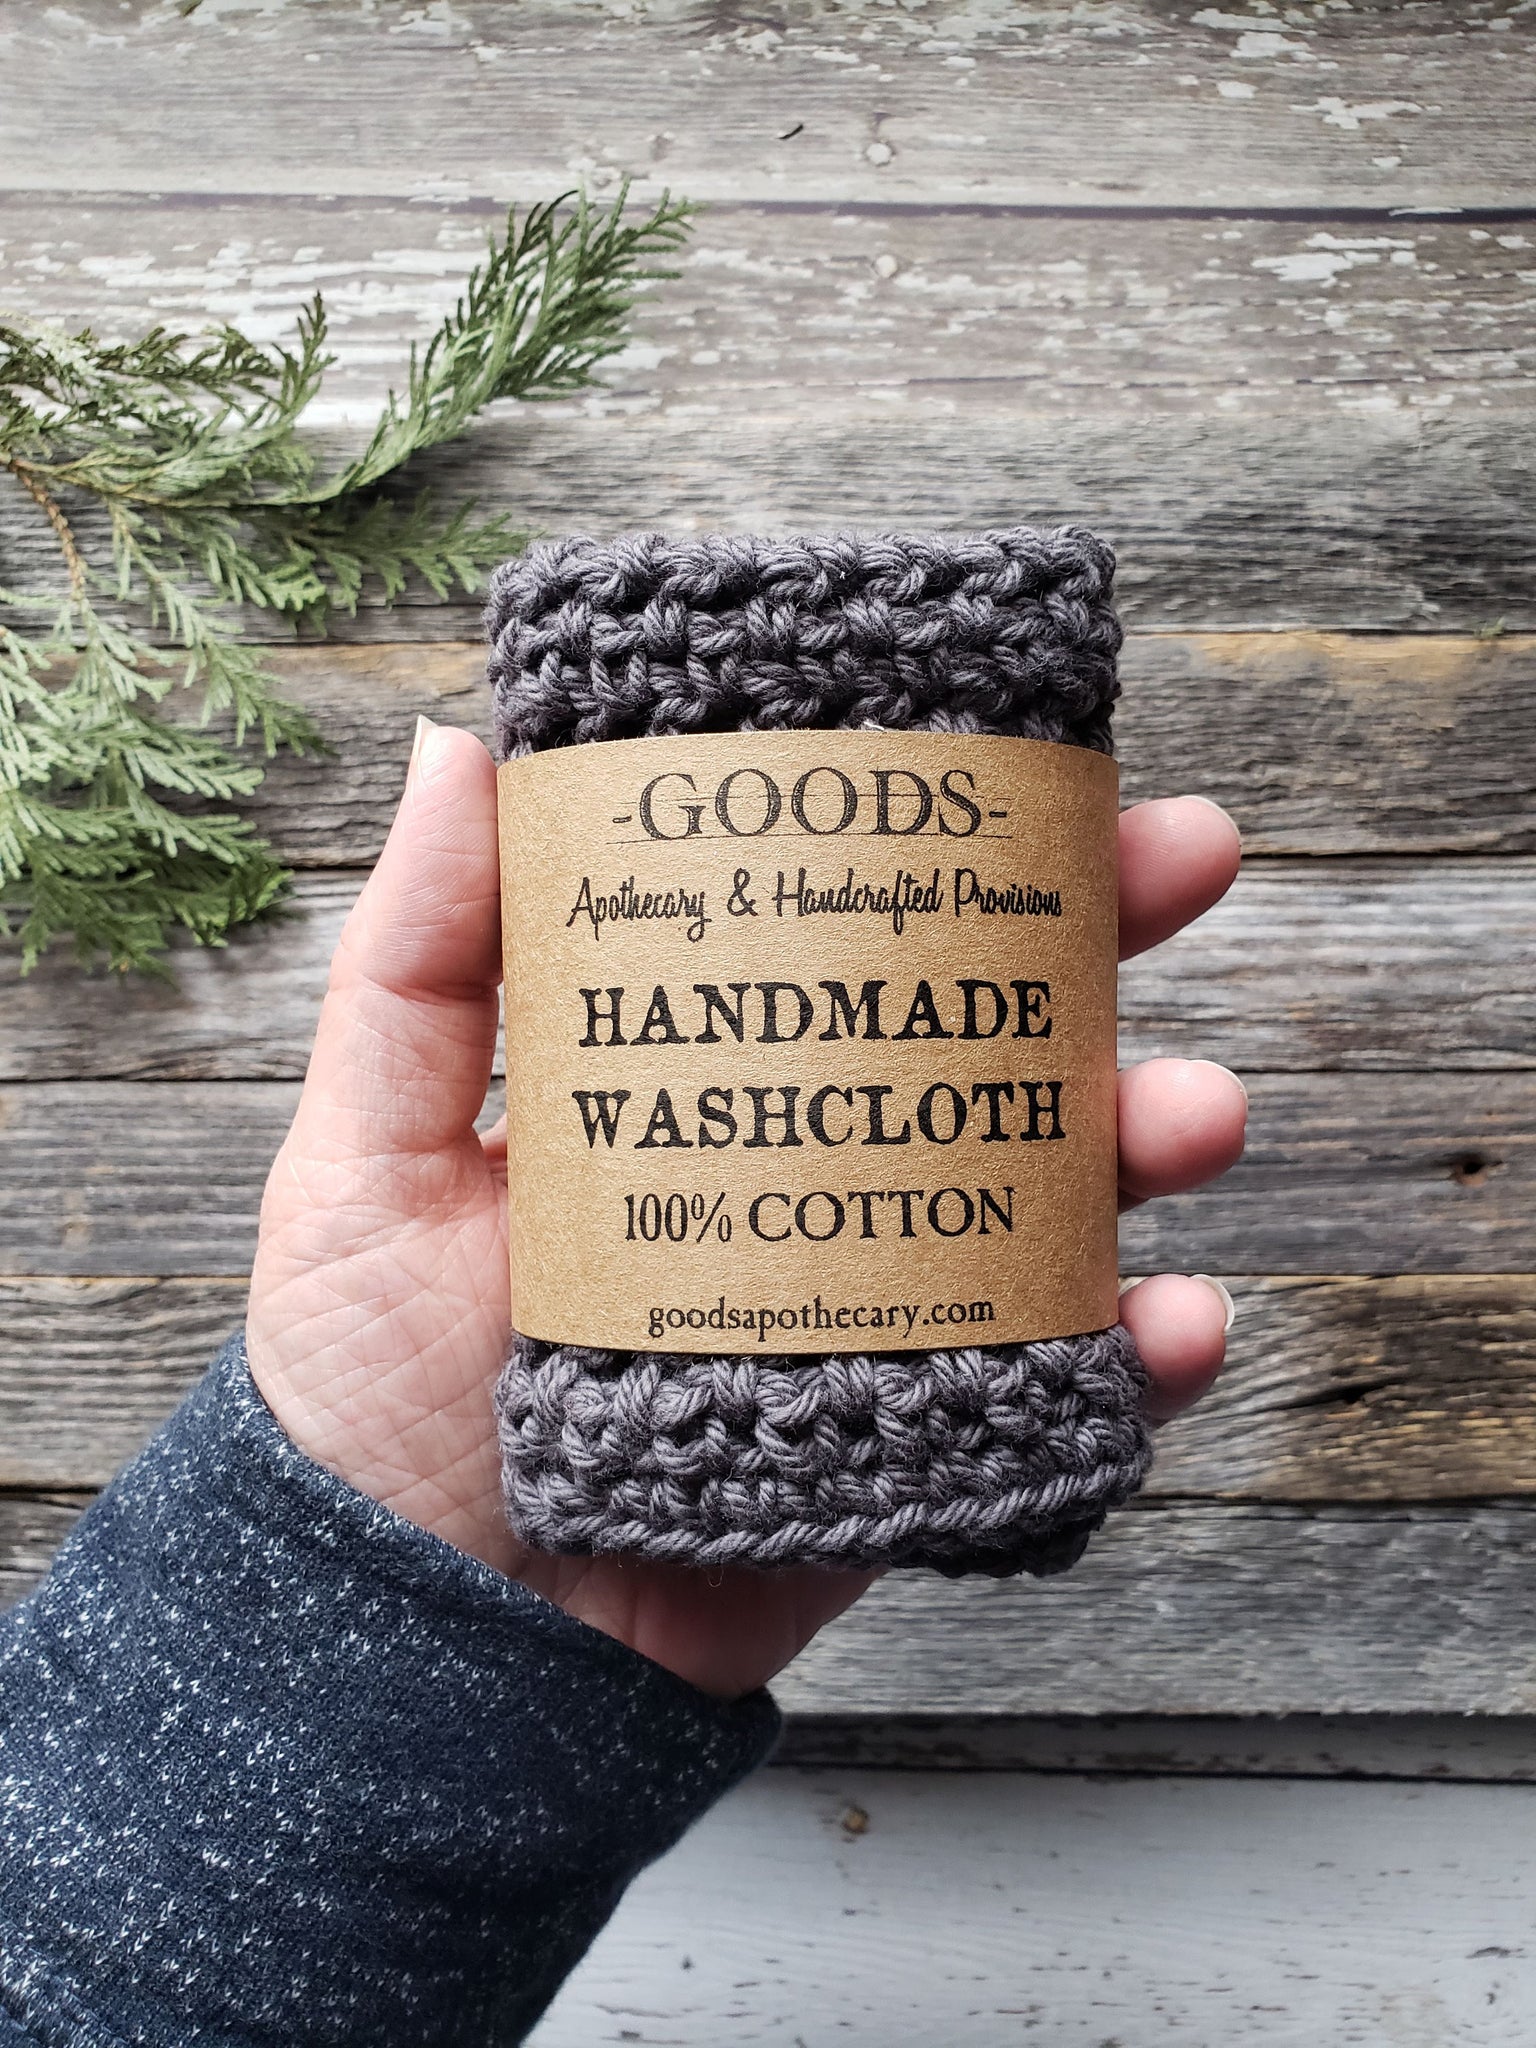 -GOODS-
Apothecary & Handcrafted Provisions
HANDMADE
WASHCLOTH
100% COTTON
goodsapothecary.com